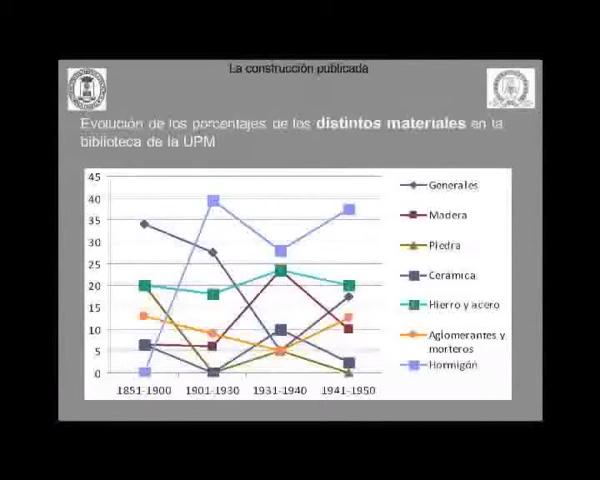 La construcción publicada
Evolución de los porcentajes de los distintos materiales en la
biblioteca de la UPM
45
40
35
30
25
20
15
10
5
0
1851-1900 1901-1930 1931-1940 1941-1950
Generales
Madera
Piedra
Cerámica
Hierro y acero
Aglomerantes y
morteros
Hormigón